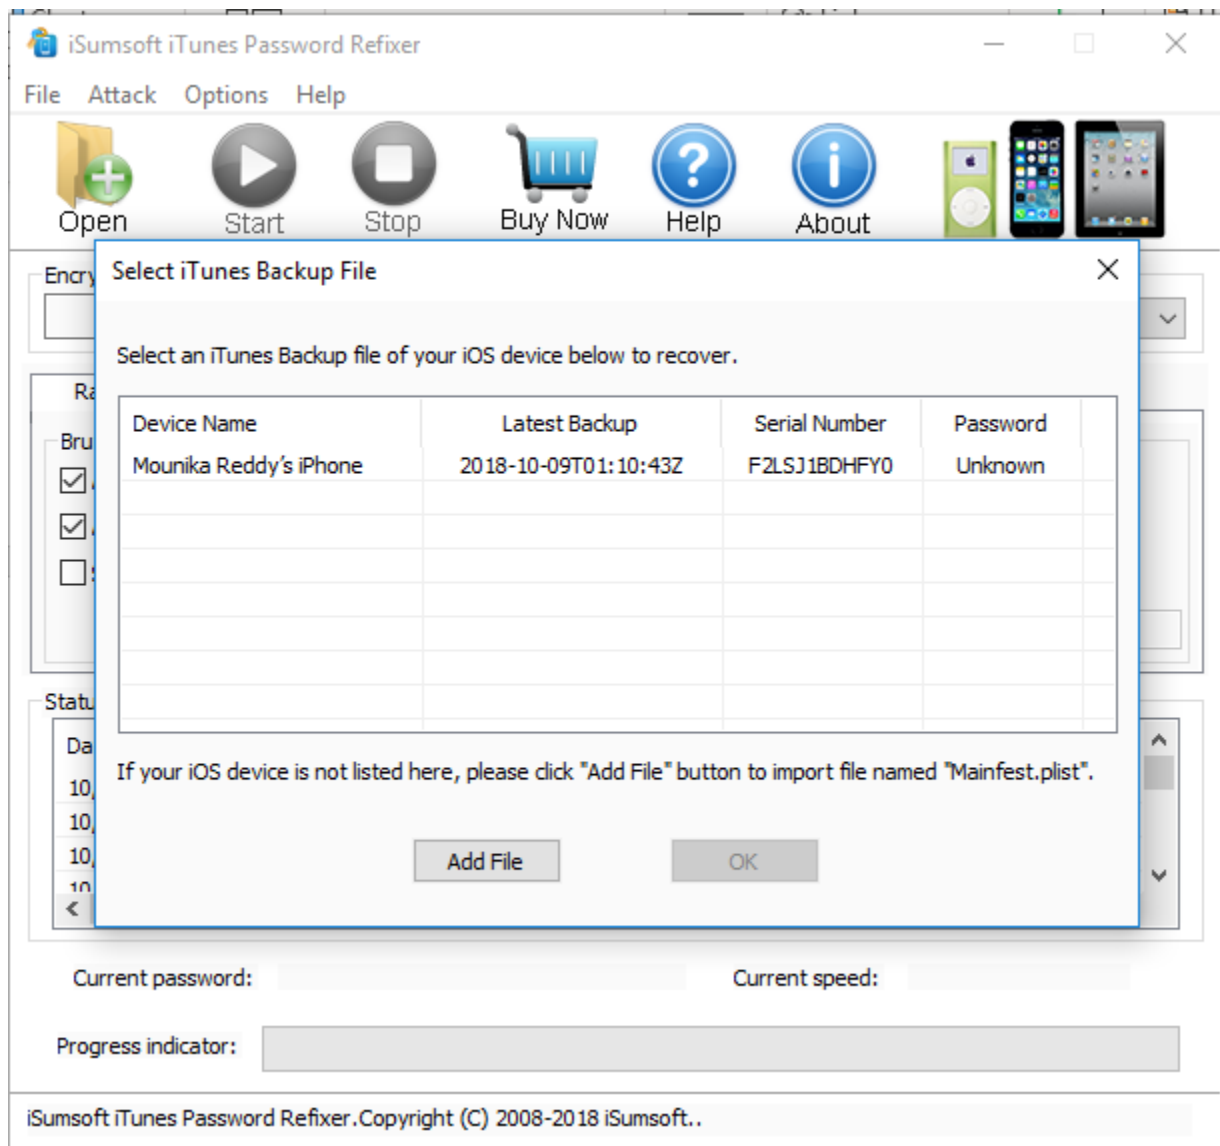 iSumsoft iTunes Password Refixer
File Attack Options Help
Open Start Stop Buy Now Help About
Select iTunes Backup File
Select an iTunes Backup file of your iOS device below to recover.
Device Name Latest Backup Serial Number Password
Mounika Reddy's iPhone 2018-10-09T01:10:43Z F2LSJ1BDHFY0 Unknown
If your iOS device is not listed here, please click "Add File" button to import file named "Mainfest.plist".
Add File OK
Current password: Current speed:
Progress indicator:
iSumsoft iTunes Password Refixer.Copyright (C) 2008-2018 iSumsoft..